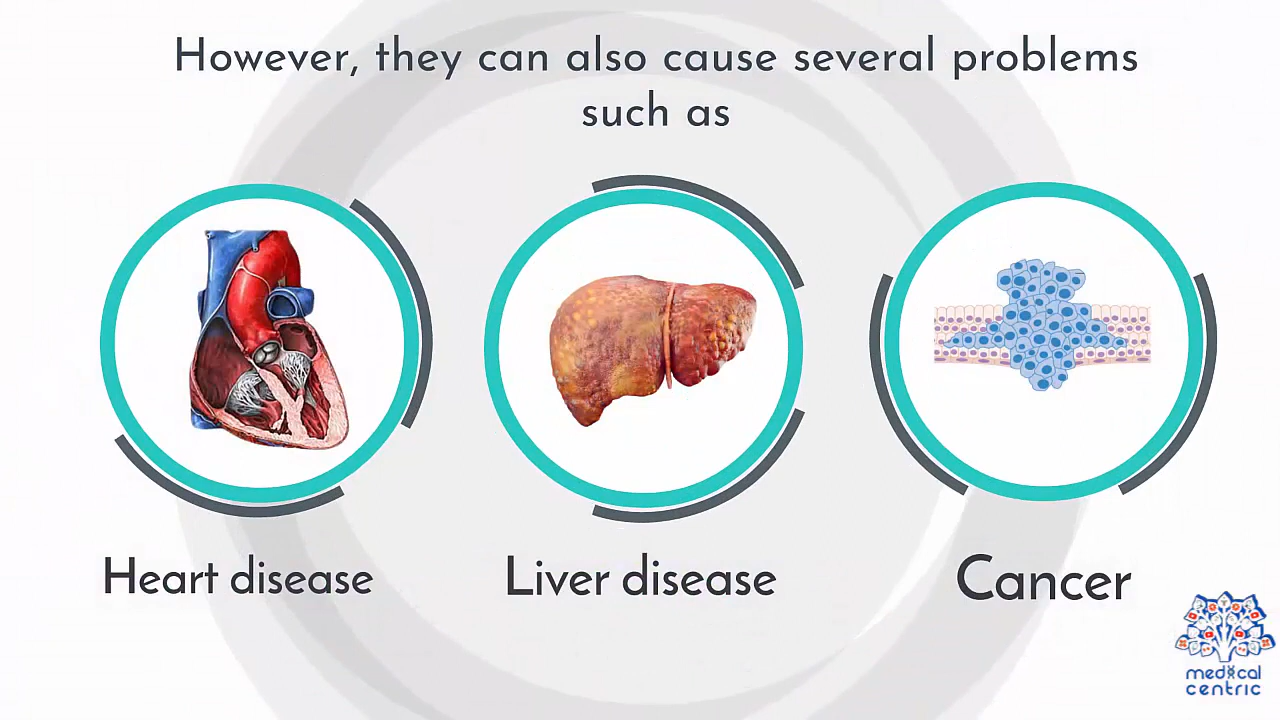 However, they can also cause several problems
such as
Heart disease
Liver disease
Cancer
medical
centric